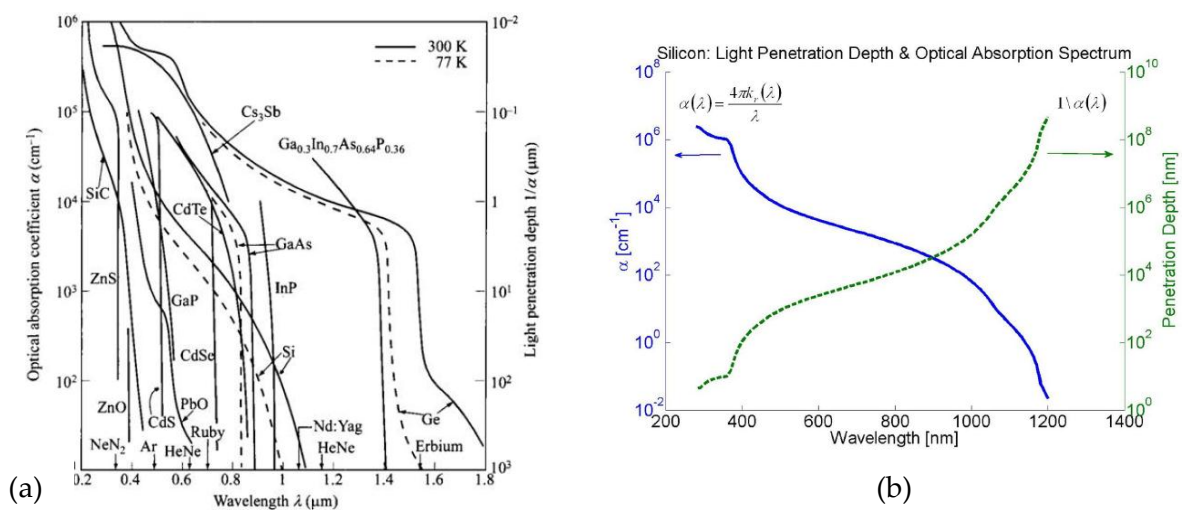 10⁶
10⁵
10⁴
10³
10²
Optical absorption coefficient α (cm⁻¹)
10⁻²
10⁻¹
1
10¹
10²
10³
Light penetration depth 1/α (μm)
300 K
77 K
Cs₃Sb
Ga₀.₃In₀.₇As₀.₆₄P₀.₃₆
SiC
CdTe
GaAs
ZnS
GaP
InP
CdSe
Si
ZnO
CdS
PbO
Ge
NeN₂
Ar
HeNe
Ruby
Nd:Yag
HeNe
Erbium
0.2 0.4 0.6 0.8 1 1.2 1.4 1.6 1.8
Wavelength λ (μm)
(a)
Silicon: Light Penetration Depth & Optical Absorption Spectrum
10⁸
10⁶
10⁴
10²
10⁰
10⁻²
α [cm⁻¹]
α(λ) = 4πkᵣ(λ)/λ
1\α(λ)
10¹⁰
10⁸
10⁶
10⁴
10²
10⁰
Penetration Depth [nm]
200 400 600 800 1000 1200 1400
Wavelength [nm]
(b)